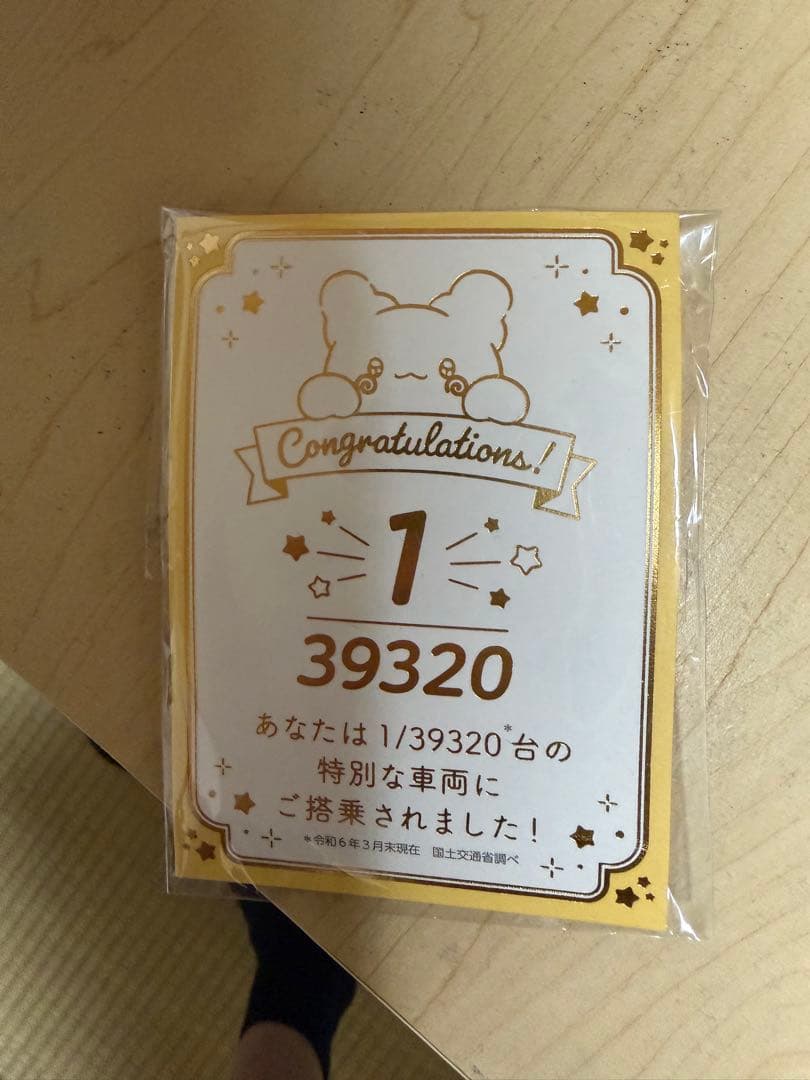 Congratulations!
1
39320
あなたは1/39320*台の
特別な車両に
ご搭乗されました!
*令和6年3月末現在 国土交通省調べ